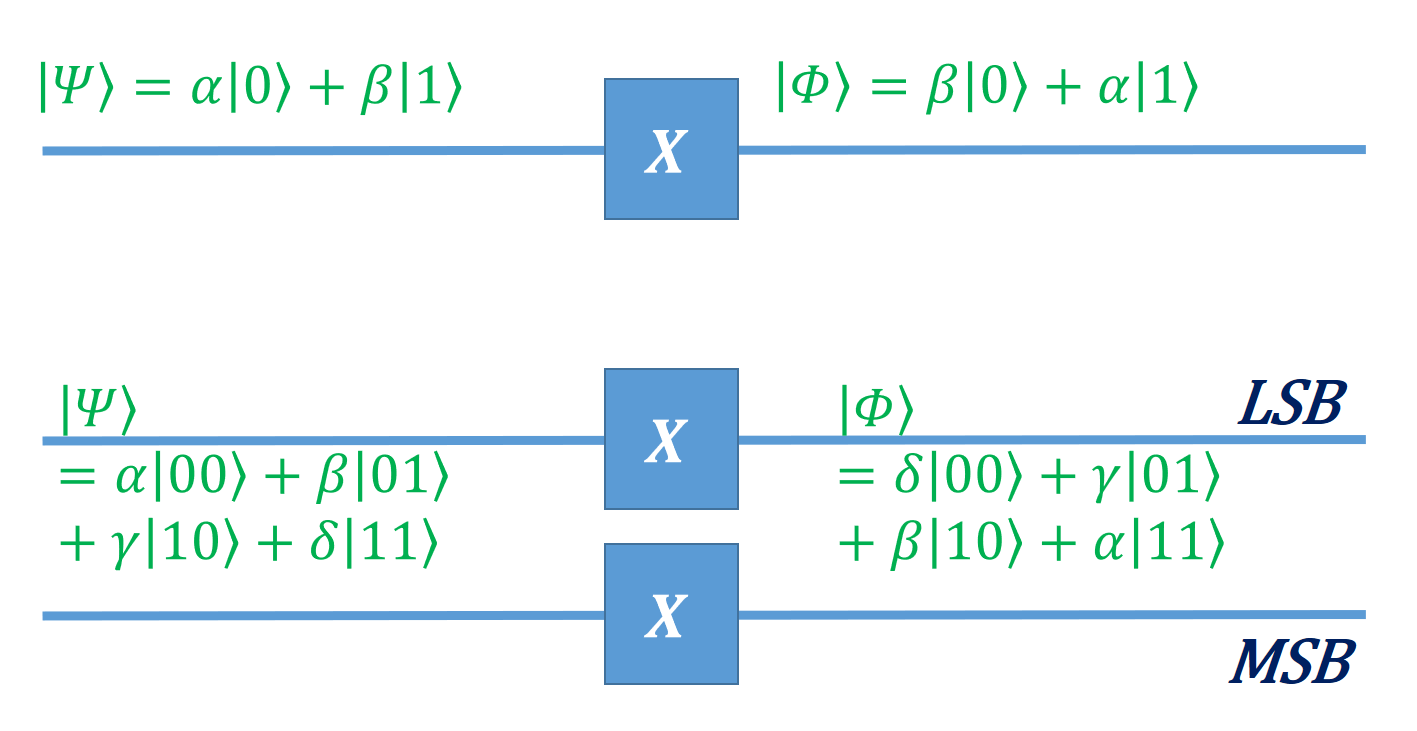 |Ψ⟩ = α|0⟩ + β|1⟩
|Φ⟩ = β|0⟩ + α|1⟩
X
|Ψ⟩
= α|00⟩ + β|01⟩
+ γ|10⟩ + δ|11⟩
X
X
|Φ⟩
= δ|00⟩ + γ|01⟩
+ β|10⟩ + α|11⟩
LSB
MSB